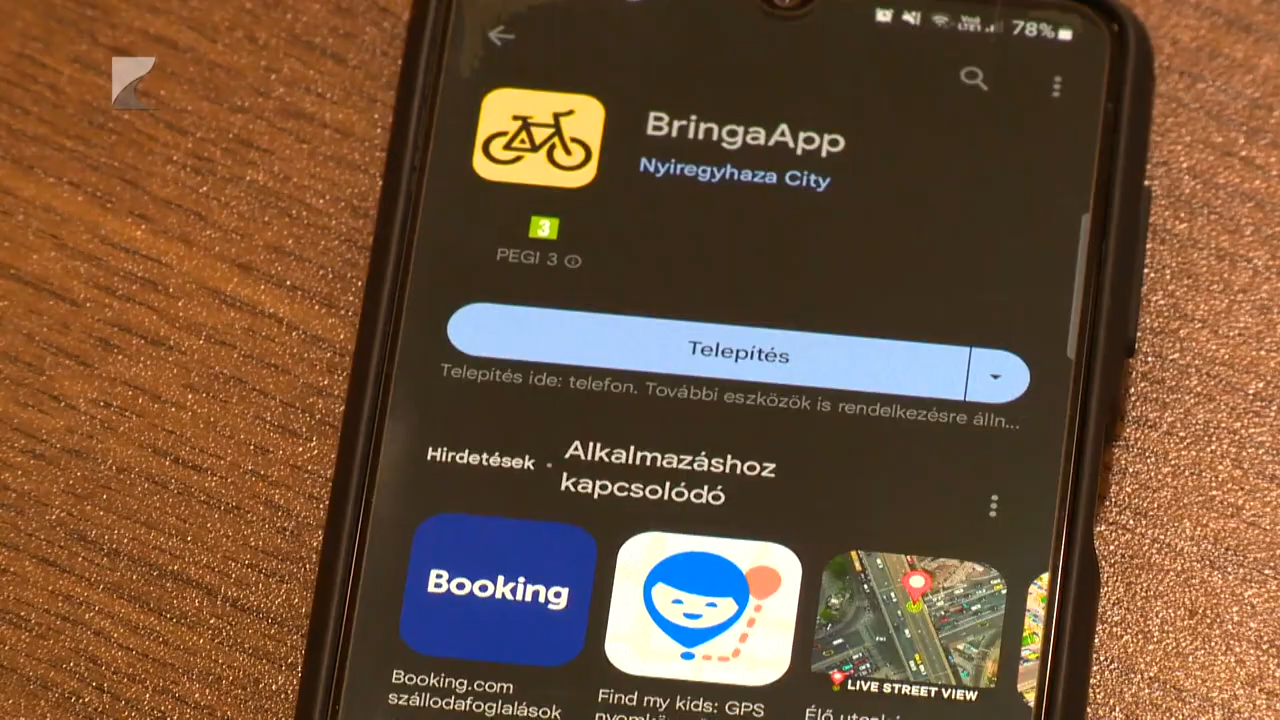 78%
BringaApp
Nyiregyhaza City
3
PEGI 3
Telepítés
Telepítés ide: telefon. További eszközök is rendelkezésre álln...
Hirdetések • Alkalmazáshoz
kapcsolódó
Booking
LIVE STREET VIEW
Booking.com
szállodafoglalások
Find my kids: GPS
Élő